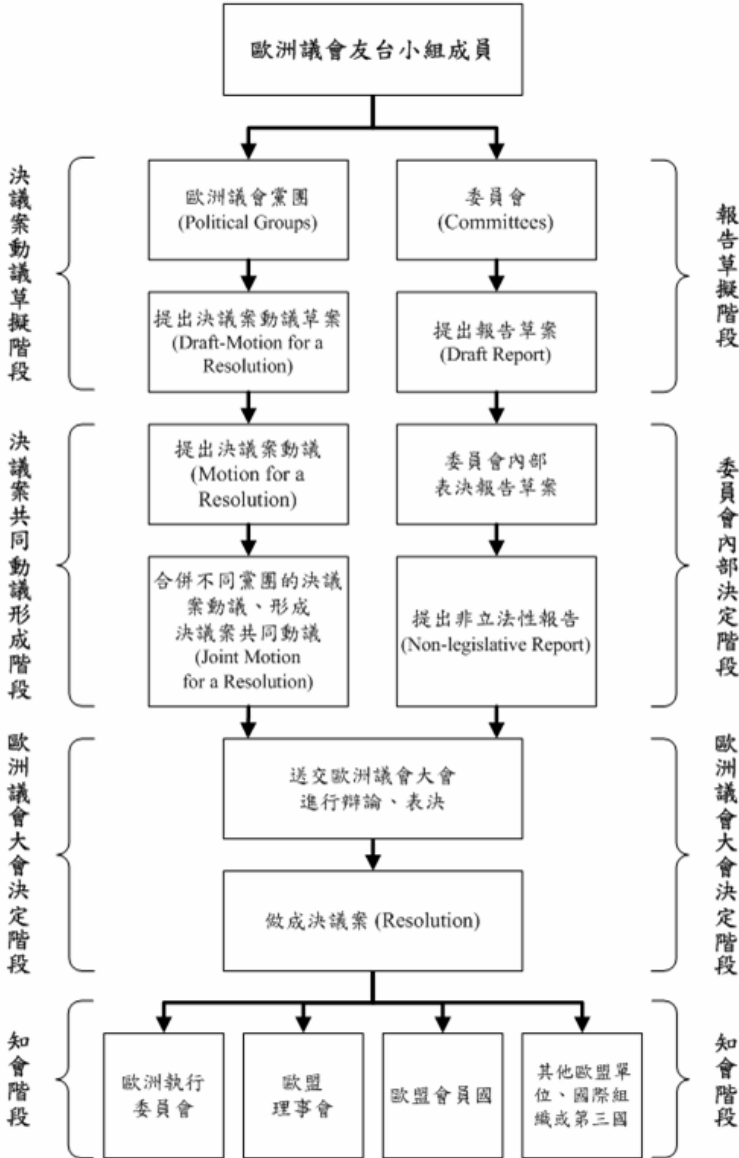 歐洲議會友台小組成員
決議案動議草擬階段
歐洲議會黨團
(Political Groups)
委員會
(Committees)
報告草擬階段
提出決議案動議草案
(Draft-Motion for a
Resolution)
提出報告草案
(Draft Report)
決議案共同動議形成階段
提出決議案動議
(Motion for a
Resolution)
委員會內部
表決報告草案
委員會內部決定階段
合併不同黨團的決議
案動議、形成
決議案共同動議
(Joint Motion
for a Resolution)
提出非立法性報告
(Non-legislative Report)
歐洲議會大會決定階段
送交歐洲議會大會
進行辯論、表決
歐洲議會大會決定階段
做成決議案 (Resolution)
知會階段
歐洲執行
委員會
歐盟
理事會
歐盟會員國
其他歐盟單
位、國際組
織或第三國
知會階段